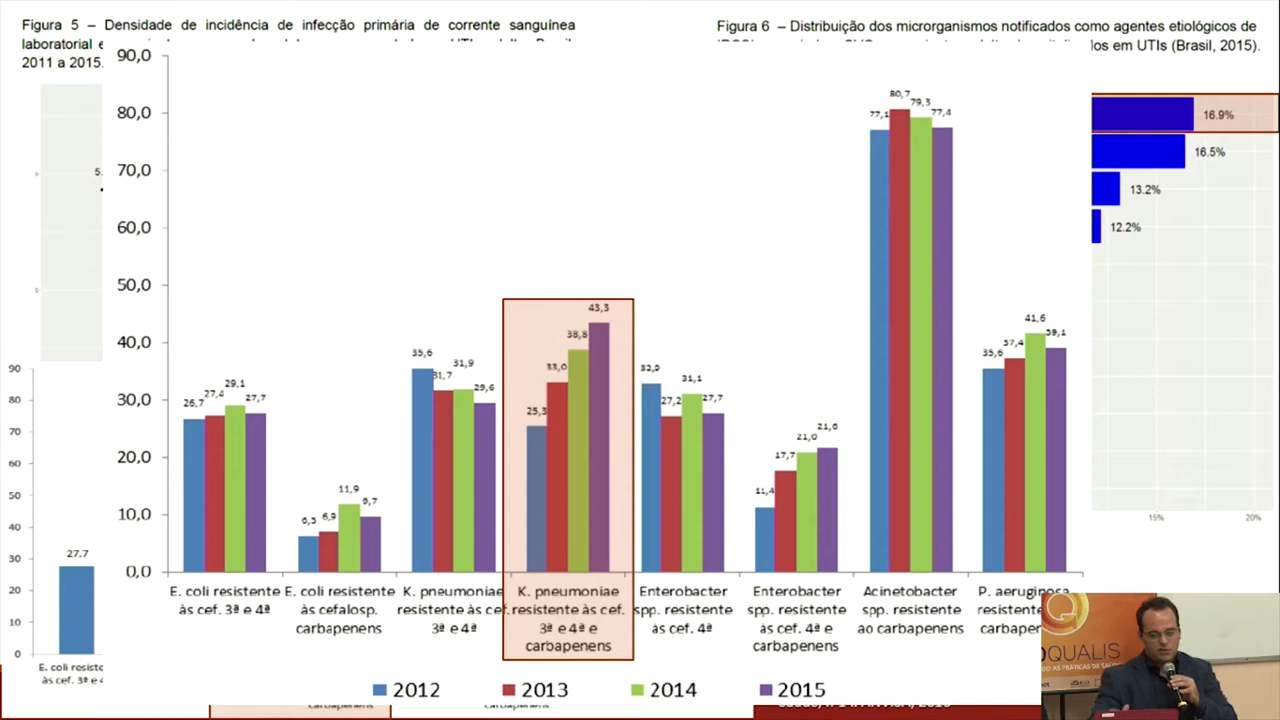 Figura 5 – Densidade de incidência de infecção primária de corrente sanguínea
laboratorial
2011 a 2015.
Figura 6 – Distribuição dos microrganismos notificados como agentes etiológicos de
em UTIs (Brasil, 2015).
90,0
80,0
70,0
60,0
50,0
40,0
30,0
20,0
10,0
0,0
26,7 27,4 29,1 27,7
6,3 6,9 11,9 9,7
35,6 31,7 31,9 29,6
25,3 33,0 38,8 43,3
32,9 27,2 31,1 27,7
11,4 17,7 21,0 21,6
77,1 80,7 79,3 77,4
35,6 37,4 41,6 39,1
E. coli resistente
às cef. 3ª e 4ª
E. coli resistente
às cefalosp.
carbapenens
K. pneumoniae
resistente às cef.
3ª e 4ª
K. pneumoniae
resistente às cef.
3ª e 4ª e
carbapenens
Enterobacter
spp. resistente
às cef. 4ª
Enterobacter
spp. resistente
às cef. 4ª e
carbapenens
Acinetobacter
spp. resistente
ao carbapenens
P. aeruginosa
2012 2013 2014 2015
16.9%
16.5%
13.2%
12.2%
15% 20%
90
80
70
60
50
40
30
20
10
0
27.7
E. coli
às cef. 3ª e
QUALIS